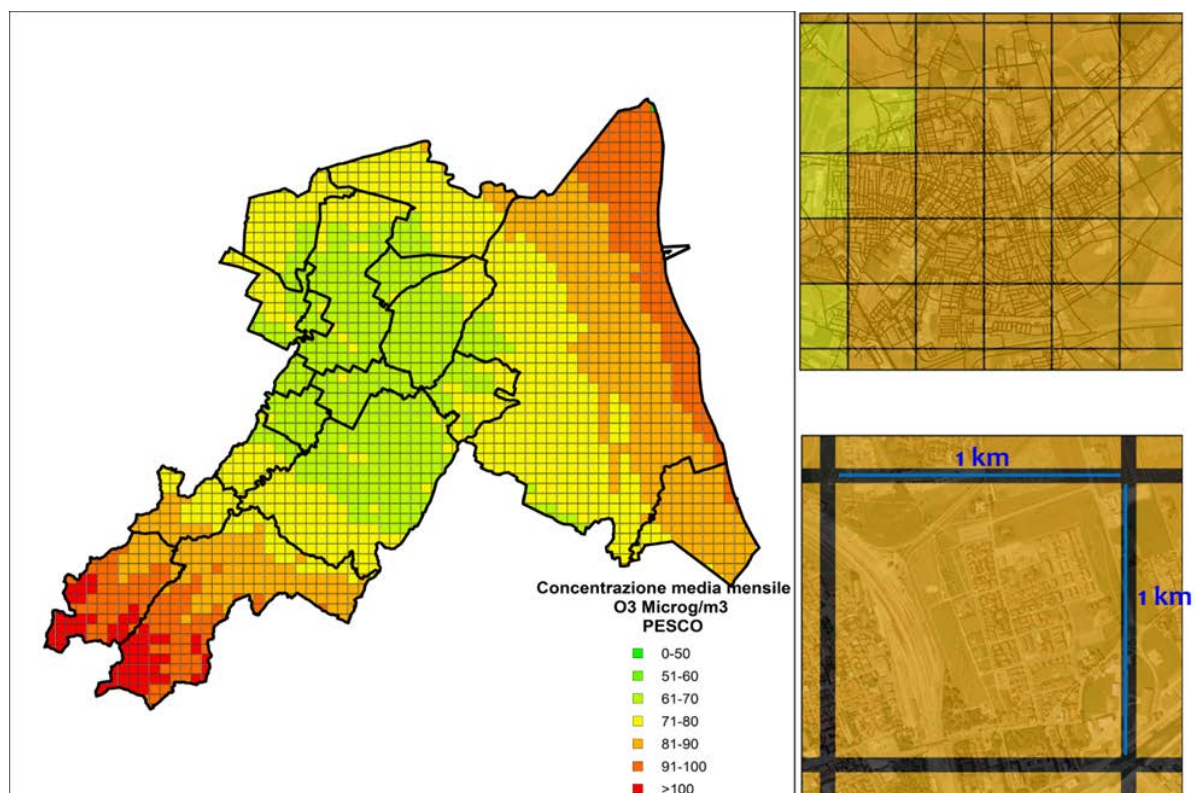 Concentrazione media mensile
O3 Microg/m3
PESCO
0-50
51-60
61-70
71-80
81-90
91-100
>100
1 km
1 km